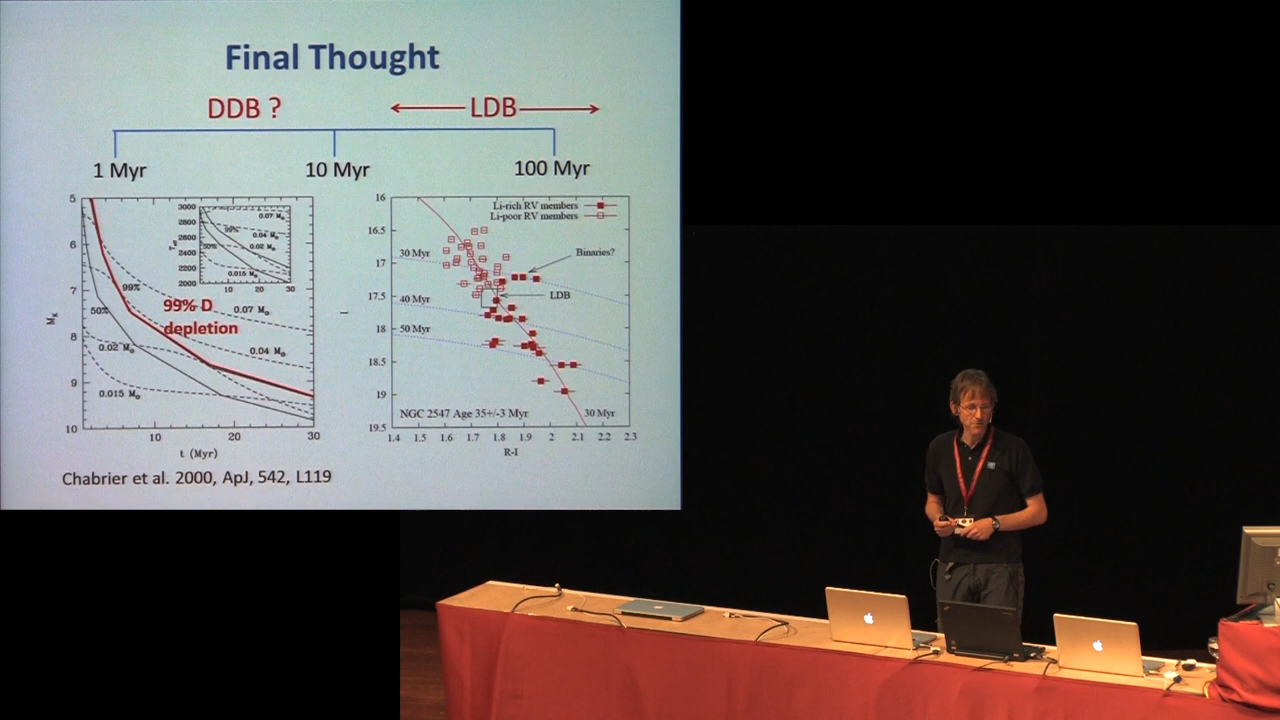 Final Thought
DDB ?
LDB
1 Myr
10 Myr
100 Myr
5
6
7
8
9
10
10
20
30
t (Myr)
99%
50%
99% D
depletion
0.07 M⊙
0.04 M⊙
0.02 M⊙
0.015 M⊙
3000
2800
2600
2400
2200
2000
10
20
30
99%
50%
0.07 M⊙
0.04 M⊙
0.02 M⊙
0.015 M⊙
16
16.5
17
17.5
18
18.5
19
19.5
I
Li-rich RV members
Li-poor RV members
30 Myr
Binaries?
LDB
40 Myr
50 Myr
NGC 2547 Age 35+/-3 Myr
30 Myr
1.4
1.5
1.6
1.7
1.8
1.9
2
2.1
2.2
2.3
R-I
Chabrier et al. 2000, ApJ, 542, L119